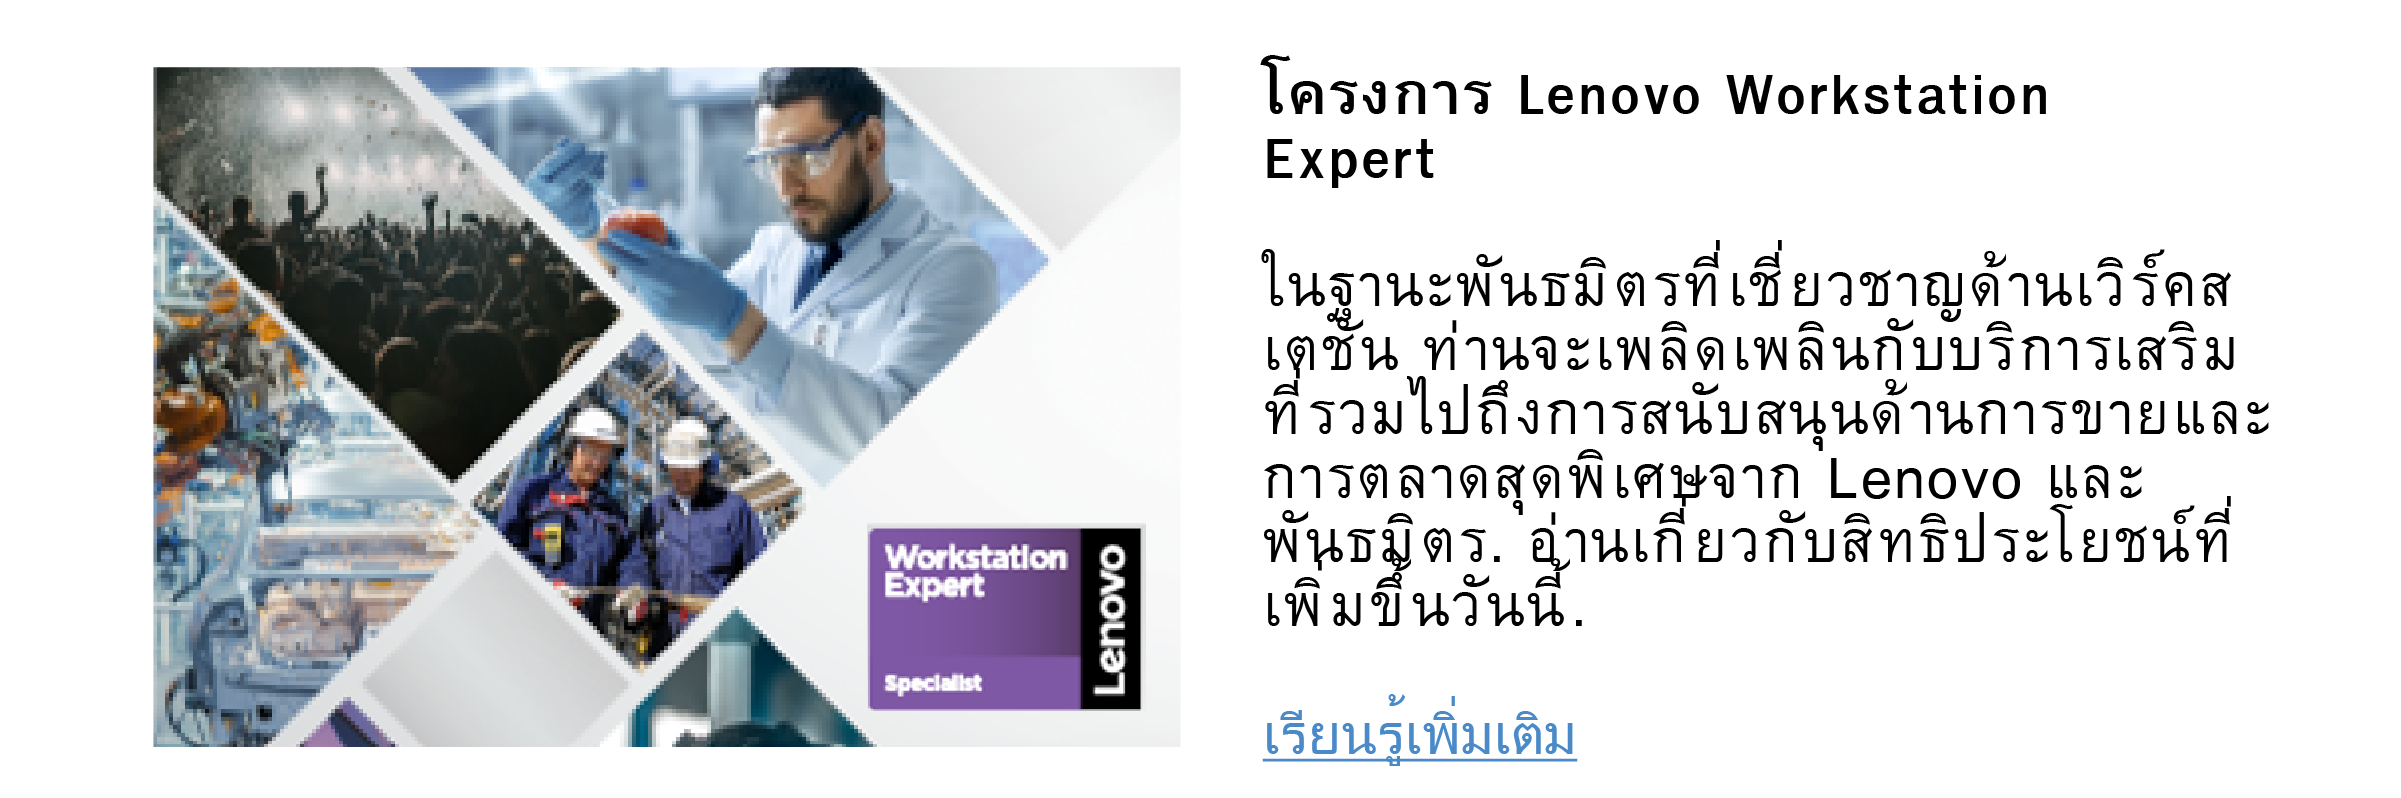 โครงการ Lenovo Workstation
Expert
ในฐานะพันธมิตรที่เชี่ยวชาญด้านเวิร์คส
เตชัน ท่านจะเพลิดเพลินกับบริการเสริม
ที่รวมไปถึงการสนับสนุนด้านการขายและ
การตลาดสุดพิเศษจาก Lenovo และ
พันธมิตร. อ่านเกี่ยวกับสิทธิประโยชน์ที่
เพิ่มขึ้นวันนี้.
เรียนรู้เพิ่มเติม
Workstation
Expert
Specialist
Lenovo